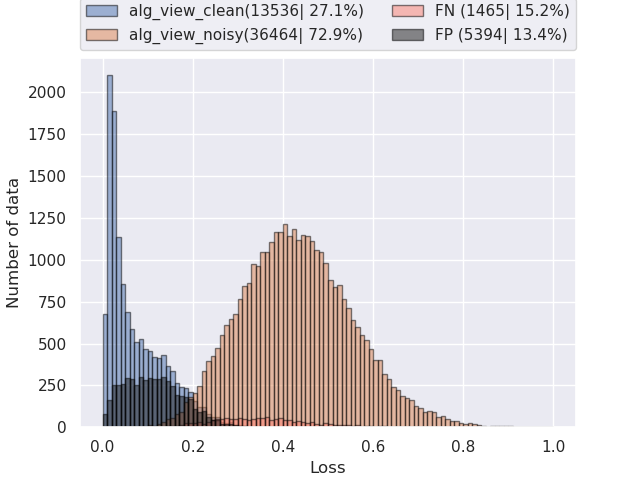 alg_view_clean(13536| 27.1%) FN (1465| 15.2%)
alg_view_noisy(36464| 72.9%) FP (5394| 13.4%)
2000
1750
1500
1250
1000
750
500
250
0
Number of data
0.0 0.2 0.4 0.6 0.8 1.0
Loss